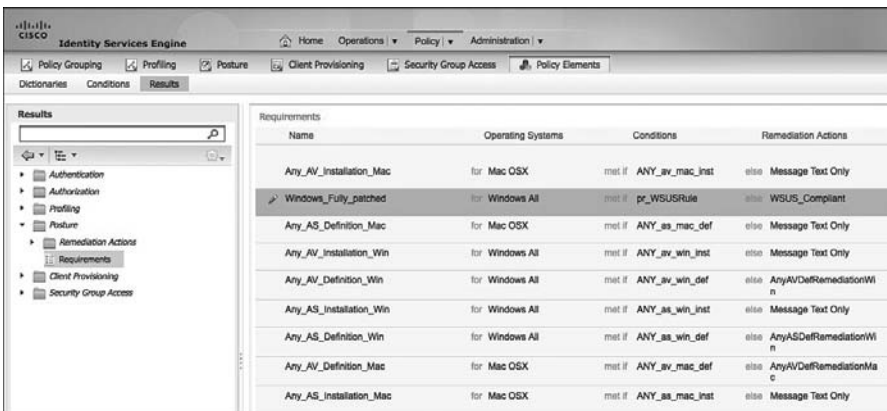 CISCO
Identity Services Engine
Home Operations | Policy | Administration |
Policy Grouping Profiling Posture Client Provisioning Security Group Access Policy Elements
Dictionaries Conditions Results
Results
Authentication
Authorization
Profiling
Posture
Remediation Actions
Requirements
Client Provisioning
Security Group Access
Requirements
Name Operating Systems Conditions Remediation Actions
Any_AV_Installation_Mac for Mac OSX met if ANY_av_mac_inst else Message Text Only
Windows_Fully_patched for Windows All met if pr_WSUSRule else WSUS_Compliant
Any_AS_Definition_Mac for Mac OSX met if ANY_as_mac_def else Message Text Only
Any_AV_Installation_Win for Windows All met if ANY_av_win_inst else Message Text Only
Any_AV_Definition_Win for Windows All met if ANY_av_win_def else AnyAVDefRemediationWi
n
Any_AS_Installation_Win for Windows All met if ANY_as_win_inst else Message Text Only
Any_AS_Definition_Win for Windows All met if ANY_as_win_def else AnyASDefRemediationWi
n
Any_AV_Definition_Mac for Mac OSX met if ANY_av_mac_def else AnyAVDefRemediationMa
c
Any_AS_Installation_Mac for Mac OSX met if ANY_as_mac_inst else Message Text Only